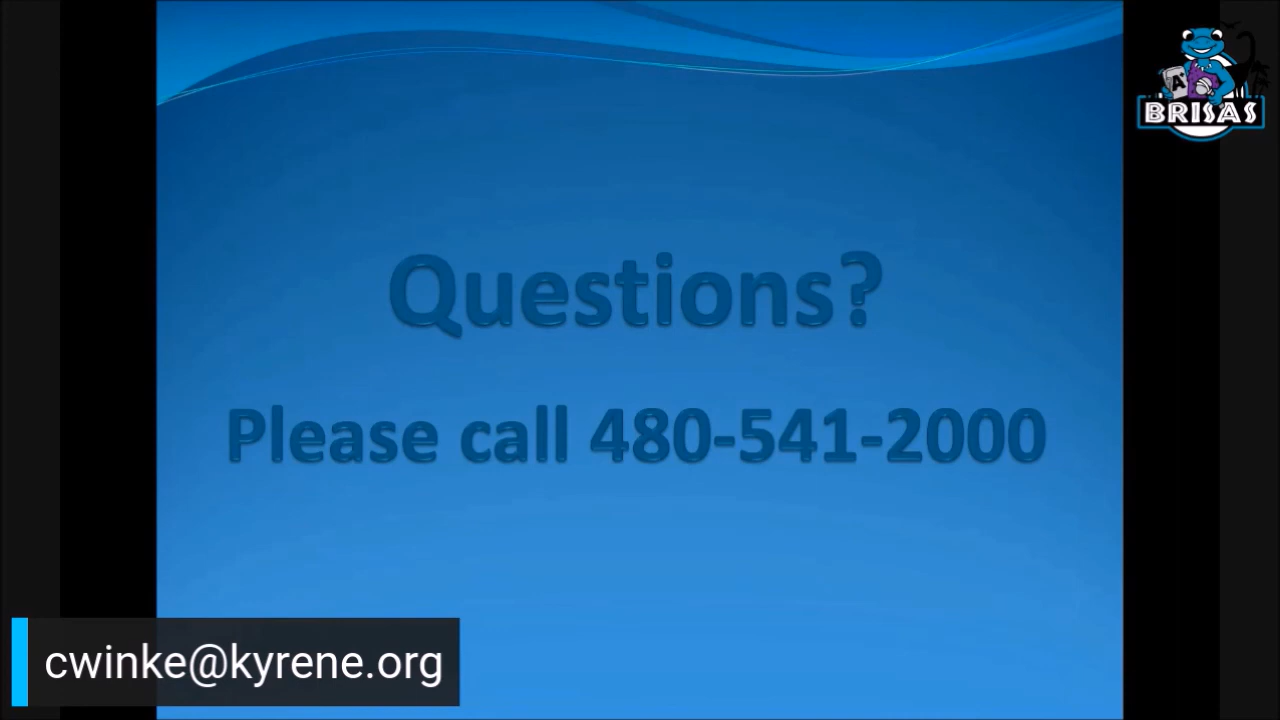 BRISAS
A+
Questions?
Please call 480-541-2000
cwinke@kyrene.org